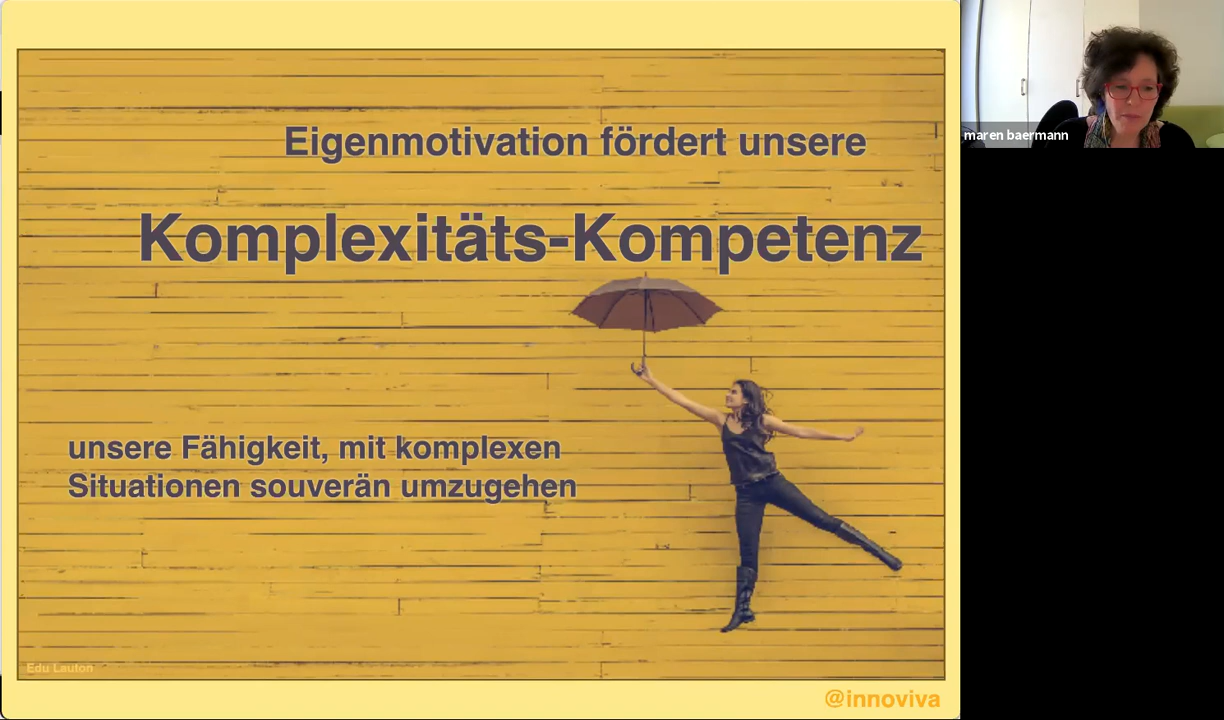 Eigenmotivation fördert unsere
Komplexitäts-Kompetenz
unsere Fähigkeit, mit komplexen
Situationen souverän umzugehen
Edu Lauton
@innoviva
maren baermann